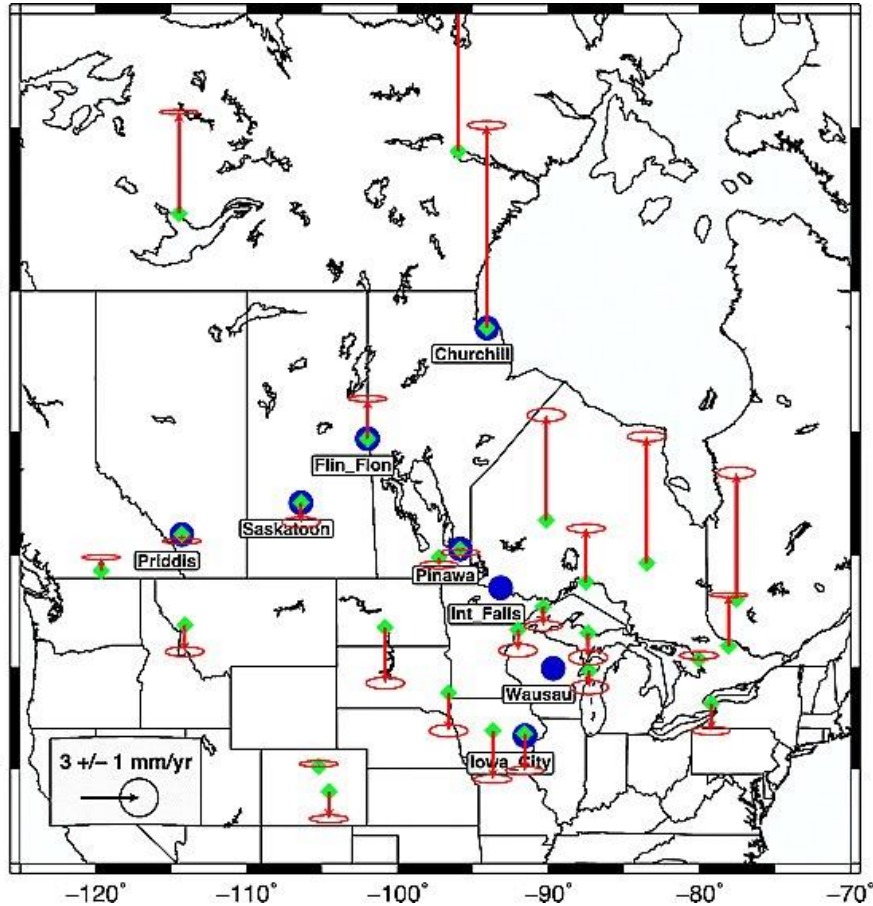 Churchill
Flin_Flon
Saskatoon
Priddis
Pinawa
Int_Falls
Wausau
3 +/− 1 mm/yr
Iowa_City
−120° −110° −100° −90° −80° −70°